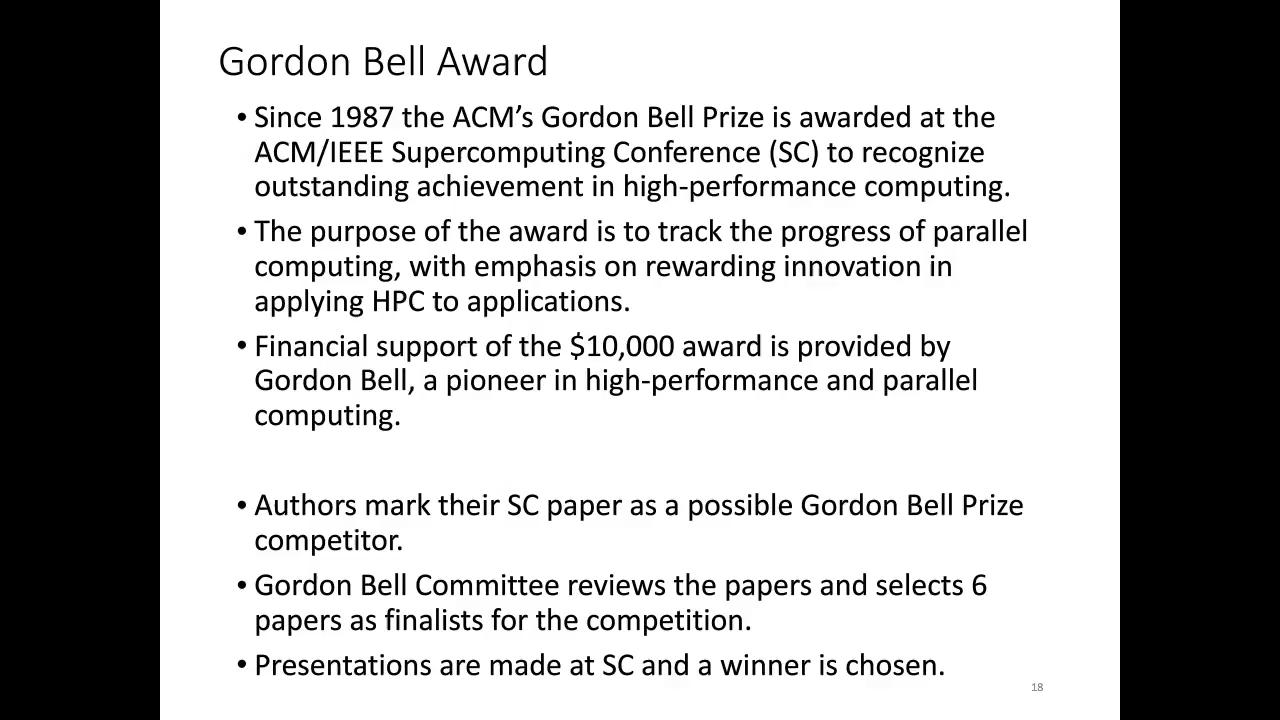 Gordon Bell Award
• Since 1987 the ACM’s Gordon Bell Prize is awarded at the
ACM/IEEE Supercomputing Conference (SC) to recognize
outstanding achievement in high-performance computing.
• The purpose of the award is to track the progress of parallel
computing, with emphasis on rewarding innovation in
applying HPC to applications.
• Financial support of the $10,000 award is provided by
Gordon Bell, a pioneer in high-performance and parallel
computing.
• Authors mark their SC paper as a possible Gordon Bell Prize
competitor.
• Gordon Bell Committee reviews the papers and selects 6
papers as finalists for the competition.
• Presentations are made at SC and a winner is chosen.
18